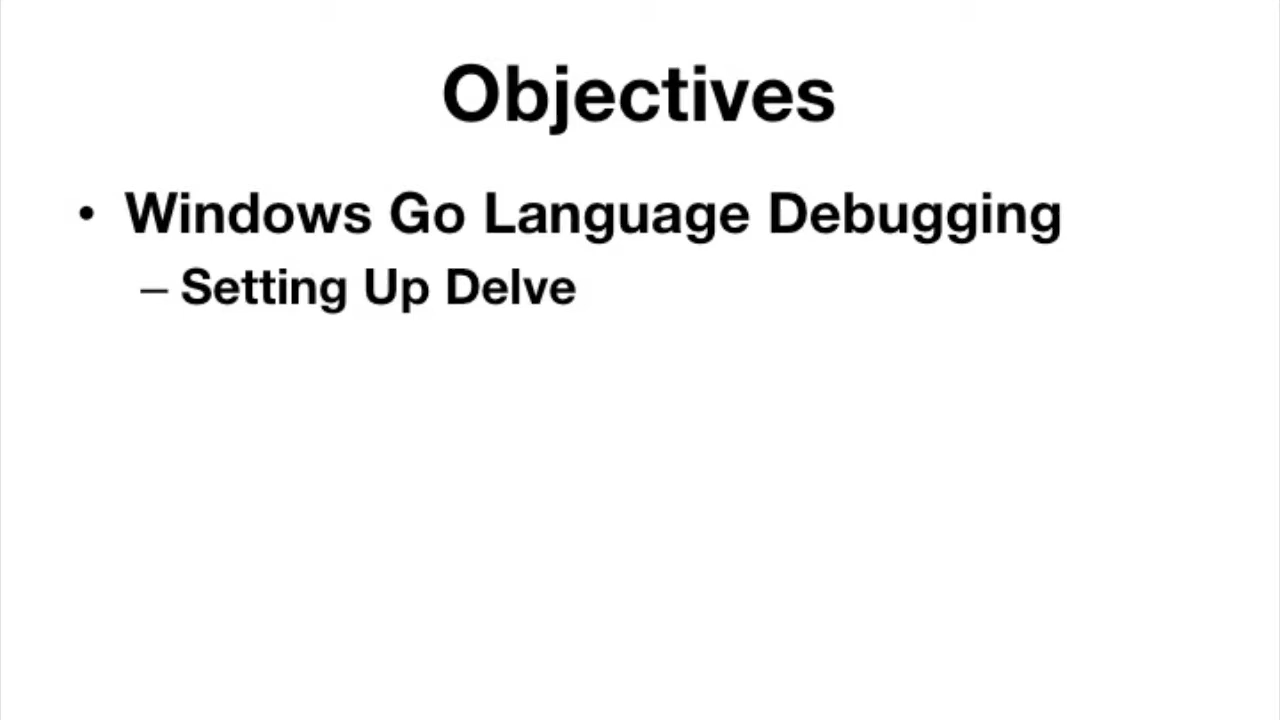 Objectives
• Windows Go Language Debugging
– Setting Up Delve